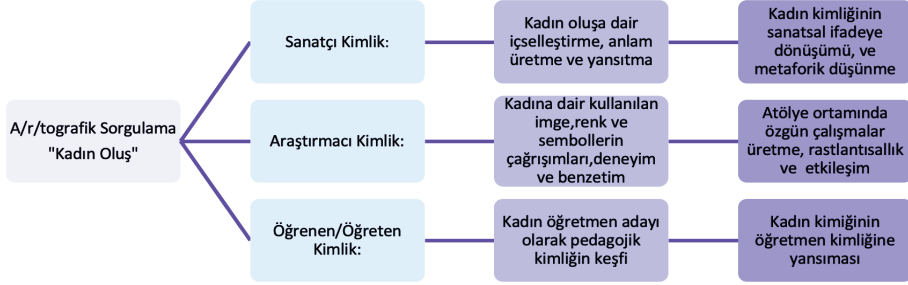 A/r/tografik Sorgulama
"Kadın Oluş"
Sanatçı Kimlik:
Kadın oluşa dair
içselleştirme, anlam
üretme ve yansıtma
Kadın kimliğinin
sanatsal ifadeye
dönüşümü, ve
metaforik düşünme
Araştırmacı Kimlik:
Kadına dair kullanılan
imge,renk ve
sembollerin
çağrışımları,deneyim
ve benzetim
Atölye ortamında
özgün çalışmalar
üretme, rastlantısallık
ve etkileşim
Öğrenen/Öğreten
Kimlik:
Kadın öğretmen adayı
olarak pedagojik
kimliğin keşfi
Kadın kimiğinin
öğretmen kimliğine
yansıması